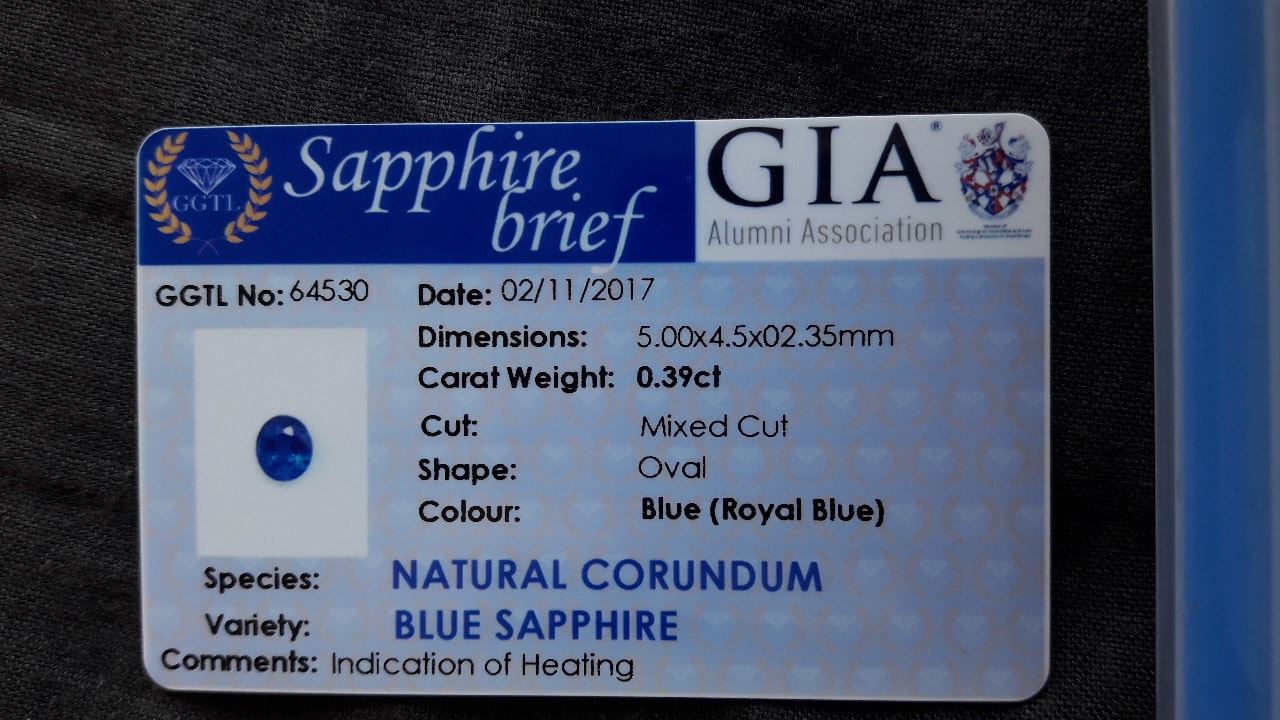 GGTL
Sapphire
brief
GIA®
Alumni Association
GGTL No: 64530
Date: 02/11/2017
Dimensions: 5.00x4.5x02.35mm
Carat Weight: 0.39ct
Cut: Mixed Cut
Shape: Oval
Colour: Blue (Royal Blue)
Species: NATURAL CORUNDUM
Variety: BLUE SAPPHIRE
Comments: Indication of Heating